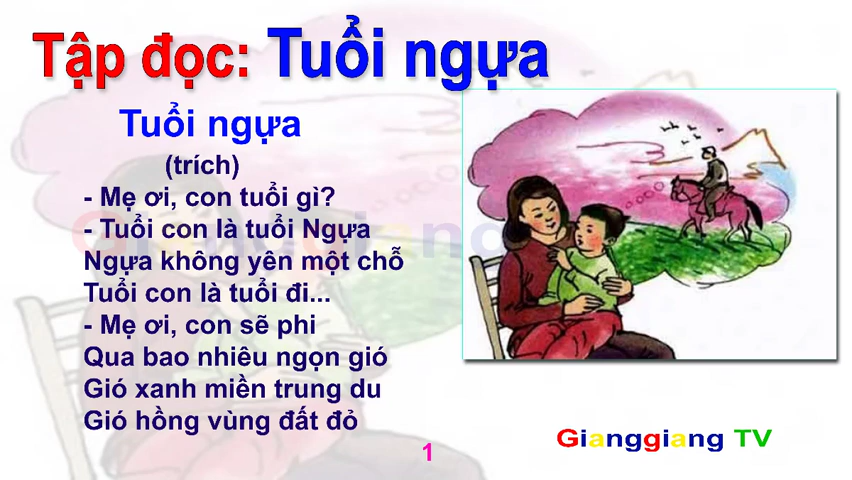 Tập đọc: Tuổi ngựa
Tuổi ngựa
(trích)
- Mẹ ơi, con tuổi gì?
- Tuổi con là tuổi Ngựa
Ngựa không yên một chỗ
Tuổi con là tuổi đi...
- Mẹ ơi, con sẽ phi
Qua bao nhiêu ngọn gió
Gió xanh miền trung du
Gió hồng vùng đất đỏ
1
Gianggiang TV
Gianggiang